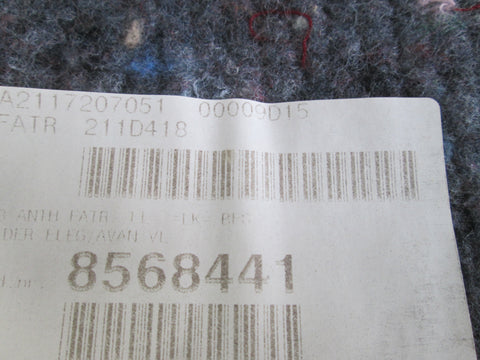 A2117207051 00009D15
FATR 211D418
ANTH FATR
DER ELEG/AVAN VL
8568441